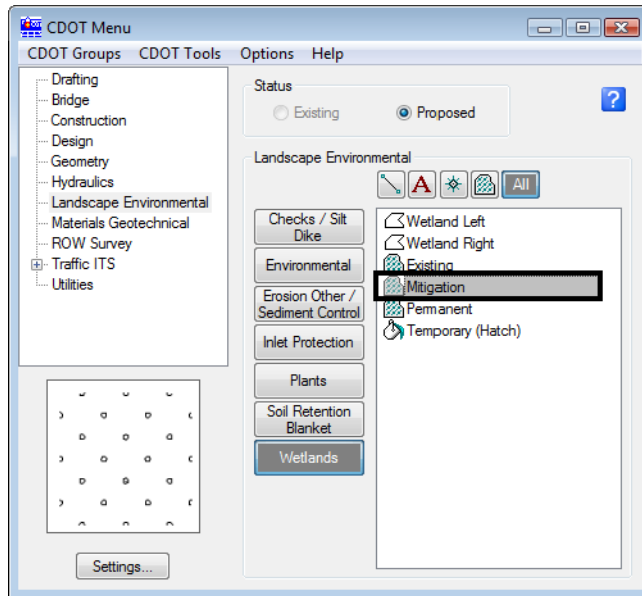 CDOT Menu
CDOT Groups CDOT Tools Options Help
Drafting
Bridge
Construction
Design
Geometry
Hydraulics
Landscape Environmental
Materials Geotechnical
ROW Survey
Traffic ITS
Utilities
Status
Existing Proposed
?
Landscape Environmental
A All
Checks / Silt
Dike
Environmental
Erosion Other /
Sediment Control
Inlet Protection
Plants
Soil Retention
Blanket
Wetlands
Wetland Left
Wetland Right
Existing
Mitigation
Permanent
Temporary (Hatch)
Settings...